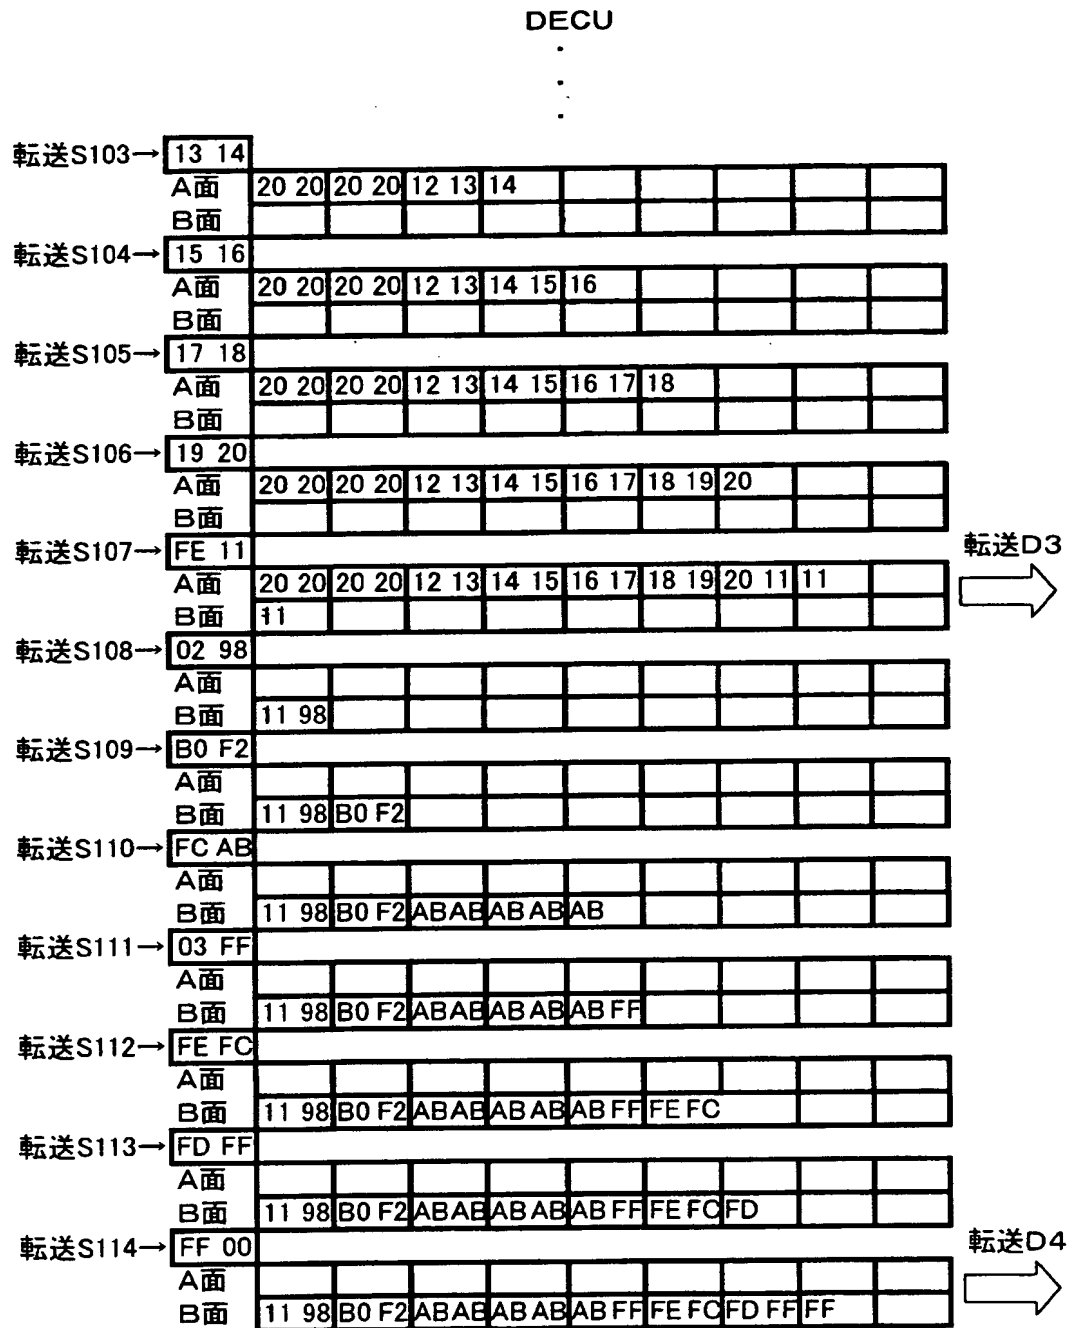 DECU
転送S103→ 13 14
A面 20 20 20 20 12 13 14
B面
転送S104→ 15 16
A面 20 20 20 20 12 13 14 15 16
B面
転送S105→ 17 18
A面 20 20 20 20 12 13 14 15 16 17 18
B面
転送S106→ 19 20
A面 20 20 20 20 12 13 14 15 16 17 18 19 20
B面
転送S107→ FE 11 転送D3
A面 20 20 20 20 12 13 14 15 16 17 18 19 20 11 11
B面 11
転送S108→ 02 98
A面
B面 11 98
転送S109→ B0 F2
A面
B面 11 98 B0 F2
転送S110→ FC AB
A面
B面 11 98 B0 F2 AB AB AB AB AB
転送S111→ 03 FF
A面
B面 11 98 B0 F2 AB AB AB AB AB FF
転送S112→ FE FC
A面
B面 11 98 B0 F2 AB AB AB AB AB FF FE FC
転送S113→ FD FF
A面
B面 11 98 B0 F2 AB AB AB AB AB FF FE FC FD
転送S114→ FF 00 転送D4
A面
B面 11 98 B0 F2 AB AB AB AB AB FF FE FC FD FF FF